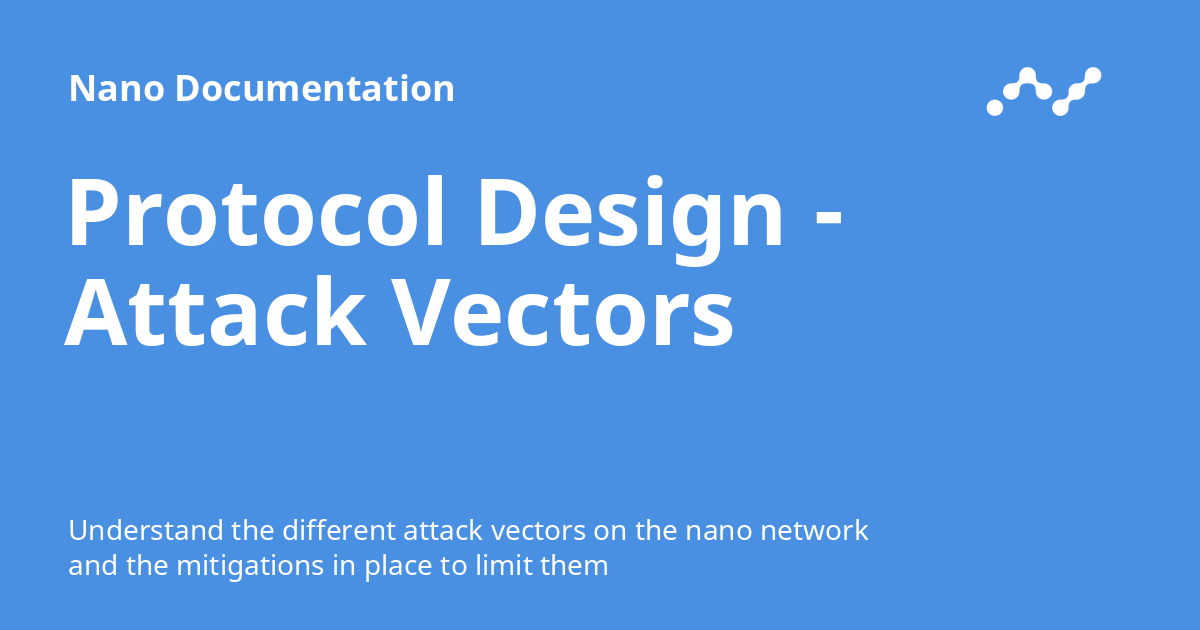 Nano Documentation
Protocol Design -
Attack Vectors
Understand the different attack vectors on the nano network
and the mitigations in place to limit them